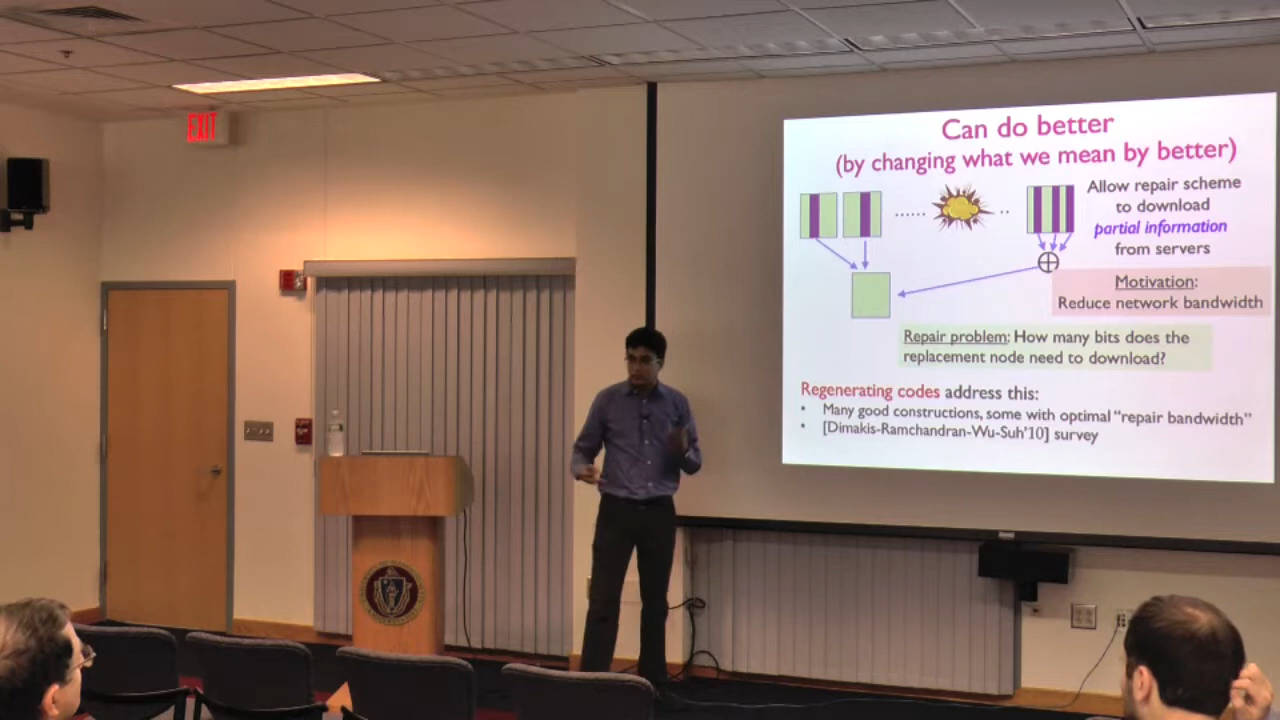 EXIT
Can do better
(by changing what we mean by better)
Allow repair scheme
to download
partial information
from servers
Motivation:
Reduce network bandwidth
Repair problem: How many bits does the
replacement node need to download?
Regenerating codes address this:
• Many good constructions, some with optimal "repair bandwidth"
• [Dimakis-Ramchandran-Wu-Suh'10] survey